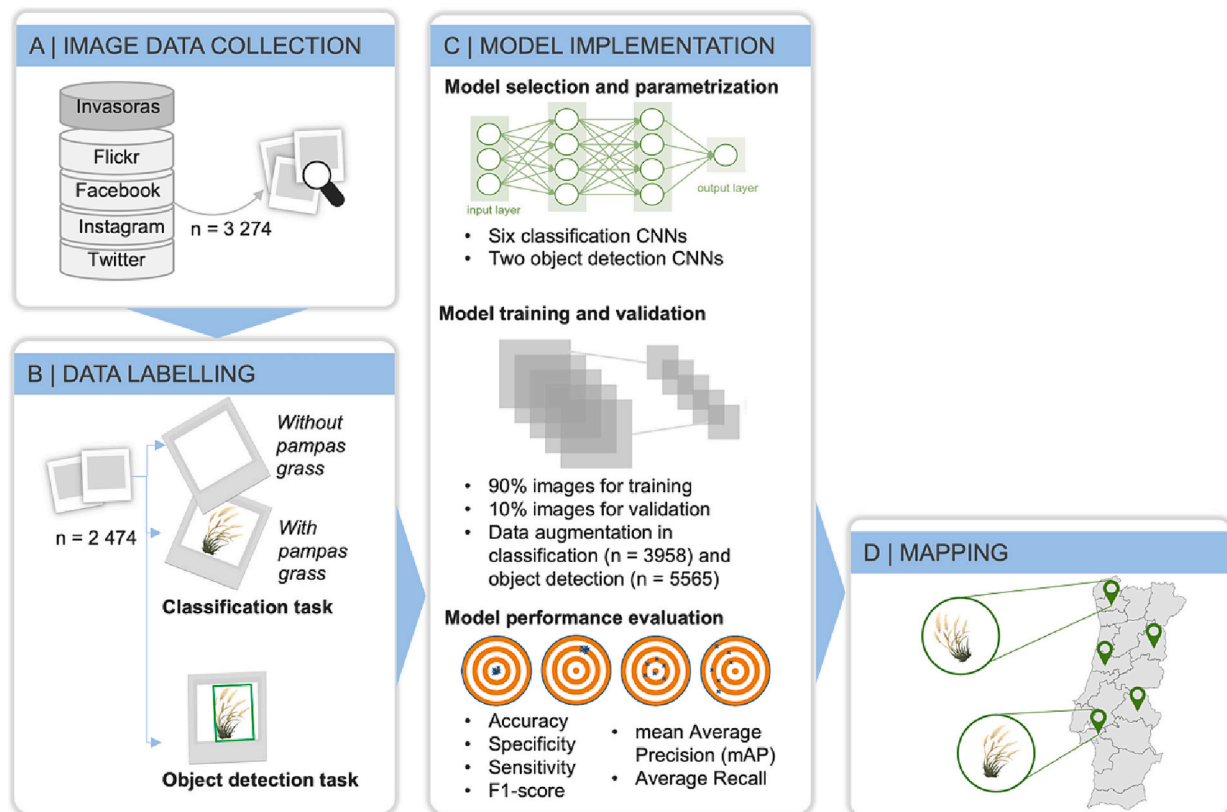 A | IMAGE DATA COLLECTION
Invasoras
Flickr
Facebook
Instagram
Twitter
n = 3 274
B | DATA LABELLING
Without
pampas
grass
n = 2 474
With
pampas
grass
Classification task
Object detection task
C | MODEL IMPLEMENTATION
Model selection and parametrization
input layer
output layer
• Six classification CNNs
• Two object detection CNNs
Model training and validation
• 90% images for training
• 10% images for validation
• Data augmentation in
classification (n = 3958) and
object detection (n = 5565)
Model performance evaluation
• Accuracy
• Specificity
• Sensitivity
• F1-score
• mean Average
Precision (mAP)
• Average Recall
D | MAPPING